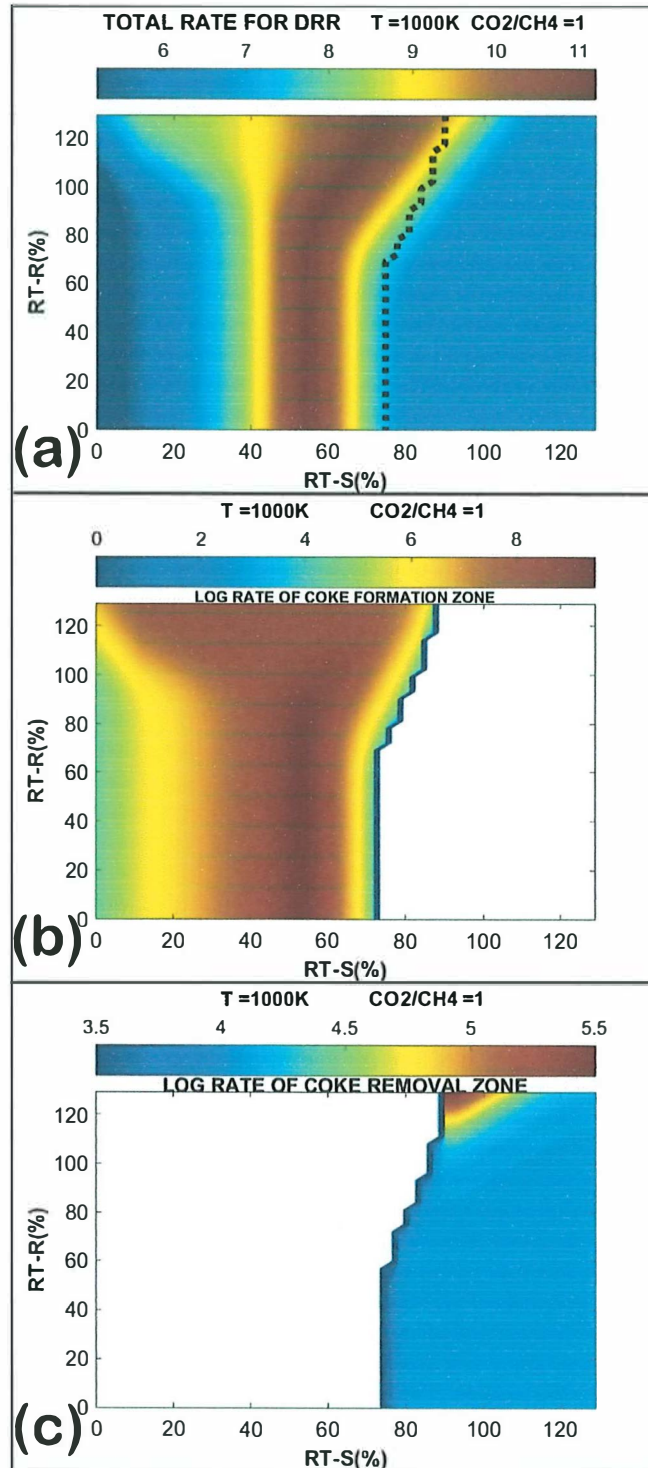 TOTAL RATE FOR DRR T =1000K CO2/CH4 =1
6 7 8 9 10 11
120
100
80
60
40
20
0
RT-R(%)
0 20 40 60 80 100 120
RT-S(%)
(a)
T =1000K CO2/CH4 =1
0 2 4 6 8
LOG RATE OF COKE FORMATION ZONE
120
100
80
60
40
20
0
RT-R(%)
0 20 40 60 80 100 120
RT-S(%)
(b)
T =1000K CO2/CH4 =1
3.5 4 4.5 5 5.5
LOG RATE OF COKE REMOVAL ZONE
120
100
80
60
40
20
0
RT-R(%)
0 20 40 60 80 100 120
RT-S(%)
(c)